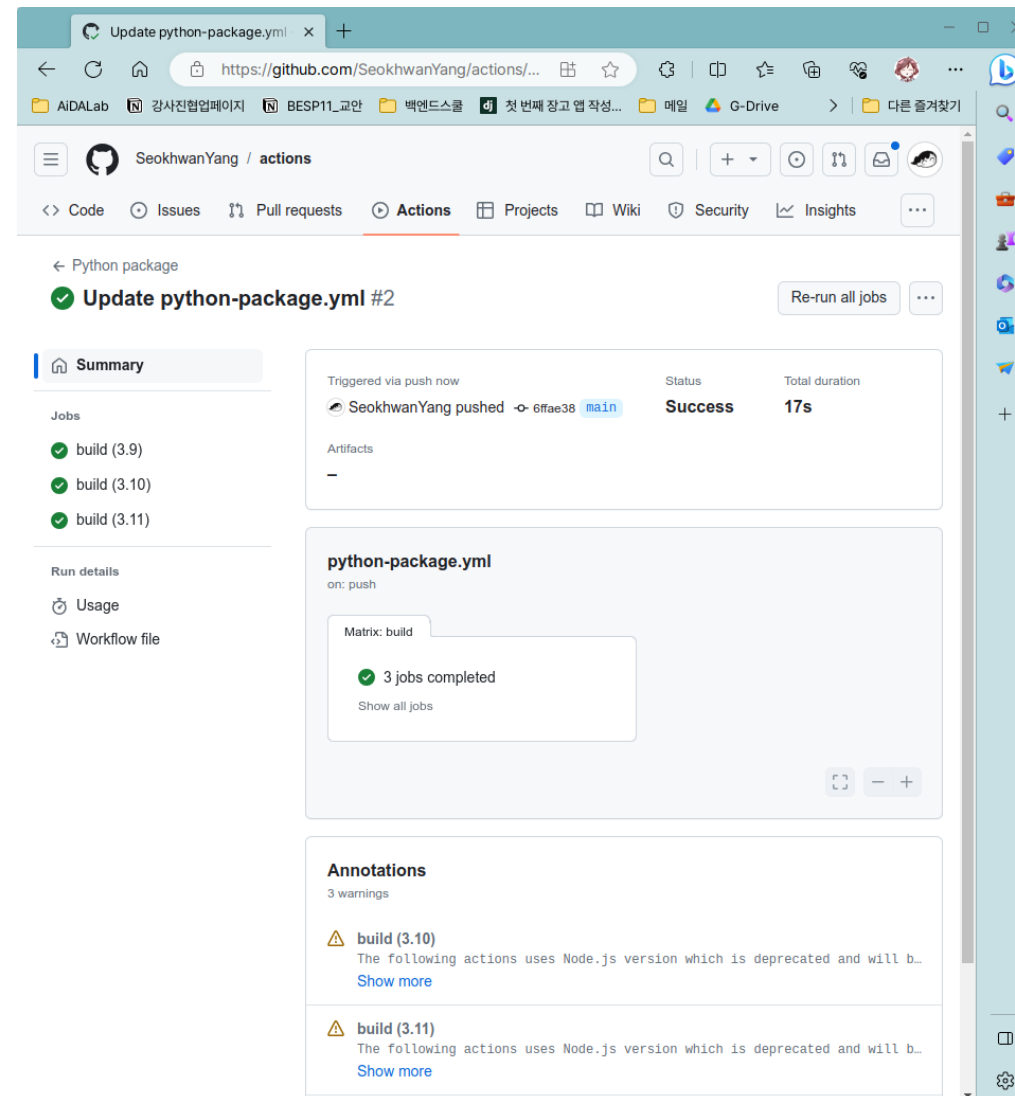 Update python-package.yml
https://github.com/SeokhwanYang/actions/...
AiDALab
강사진협업페이지
BESP11_교안
백엔드스쿨
dj
첫 번째 장고 앱 작성...
메일
G-Drive
다른 즐겨찾기
SeokhwanYang / actions
Code
Issues
Pull requests
Actions
Projects
Wiki
Security
Insights
Python package
Update python-package.yml #2
Re-run all jobs
Summary
Jobs
build (3.9)
build (3.10)
build (3.11)
Run details
Usage
Workflow file
Triggered via push now
SeokhwanYang pushed 6ffae38 main
Status
Success
Total duration
17s
Artifacts
–
python-package.yml
on: push
Matrix: build
3 jobs completed
Show all jobs
Annotations
3 warnings
build (3.10)
The following actions uses Node.js version which is deprecated and will b…
Show more
build (3.11)
The following actions uses Node.js version which is deprecated and will b…
Show more